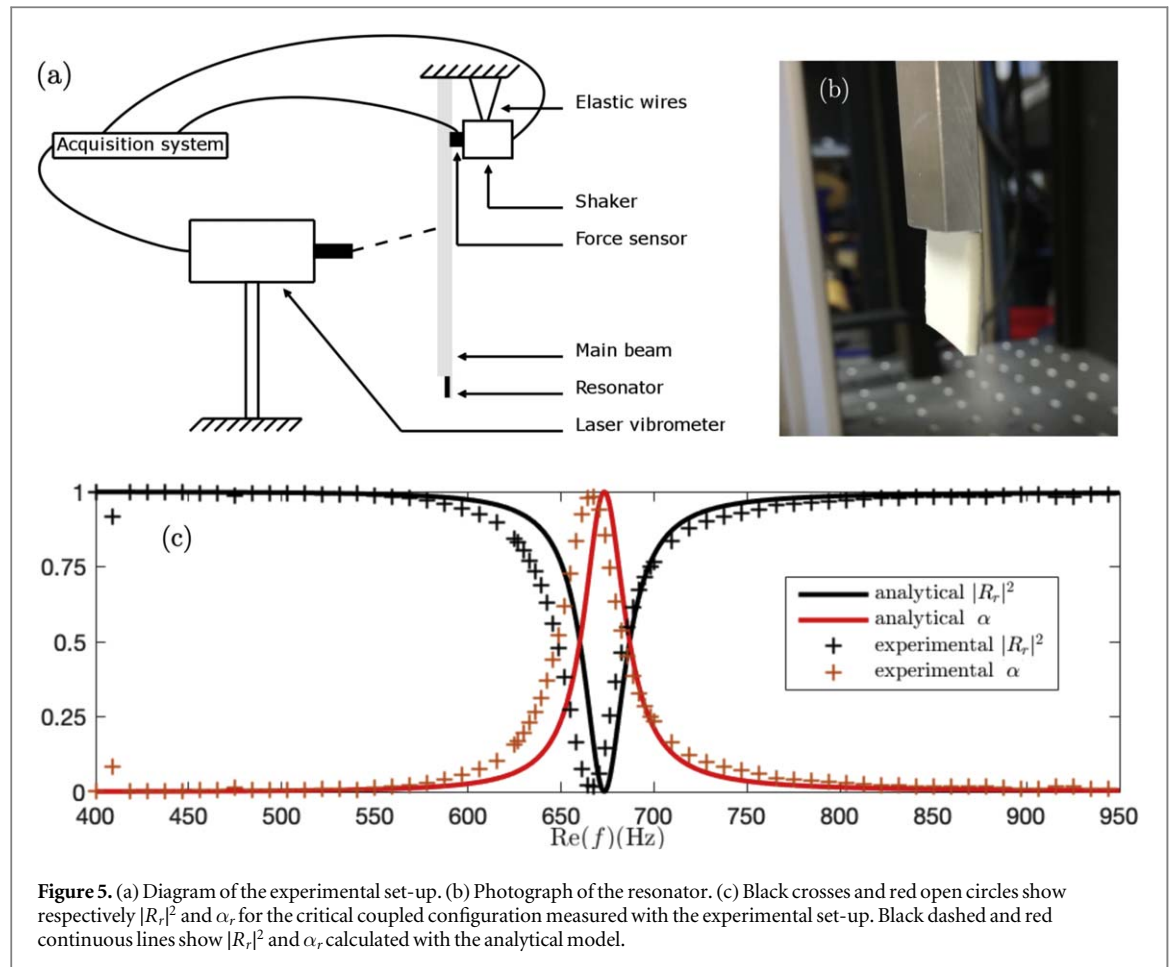 (a)
Elastic wires
Acquisition system
Shaker
Force sensor
Main beam
Resonator
Laser vibrometer
(b)
(c)
1
0.75
0.5
0.25
0
400 450 500 550 600 650 700 750 800 850 900 950
Re(f)(Hz)
analytical |R_r|²
analytical α
experimental |R_r|²
experimental α
Figure 5. (a) Diagram of the experimental set-up. (b) Photograph of the resonator. (c) Black crosses and red open circles show
respectively |R_r|² and α_r for the critical coupled configuration measured with the experimental set-up. Black dashed and red
continuous lines show |R_r|² and α_r calculated with the analytical model.